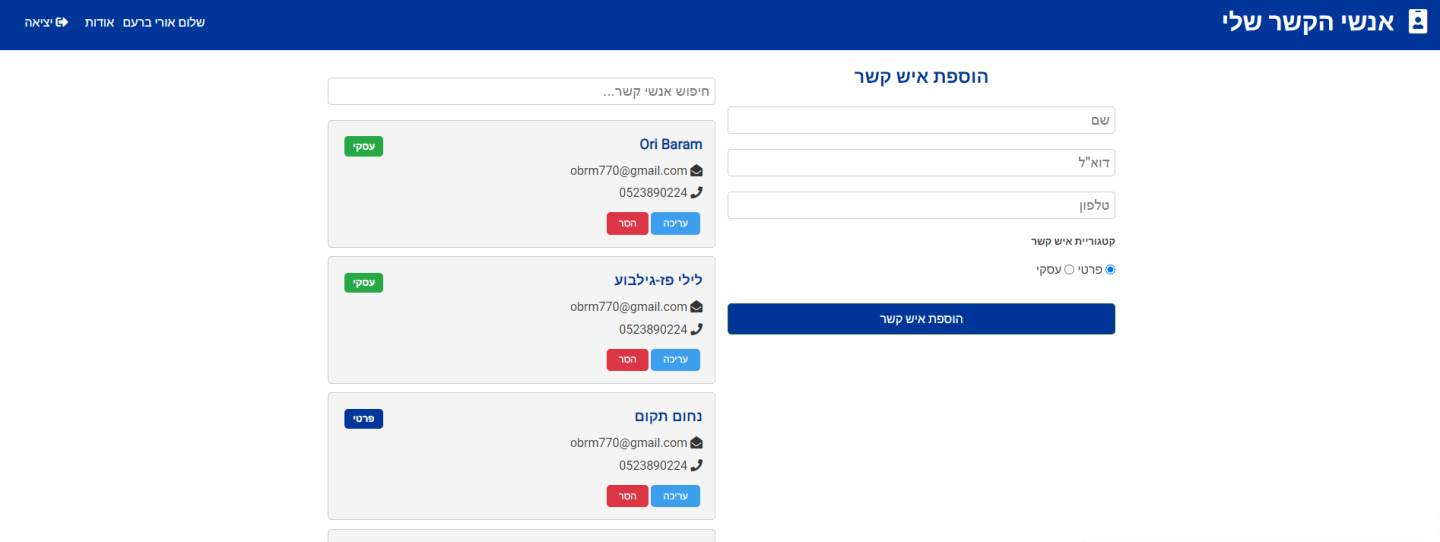 אנשי הקשר שלי
שלום אורי ברעם אודות יציאה
הוספת איש קשר
שם
דוא"ל
טלפון
קטגוריית איש קשר
פרטי עסקי
הוספת איש קשר
חיפוש אנשי קשר...
Ori Baram
עסקי
obrm770@gmail.com
0523890224
עריכה הסר
לילי פז-גילבוע
עסקי
obrm770@gmail.com
0523890224
עריכה הסר
נחום תקום
פרטי
obrm770@gmail.com
0523890224
עריכה הסר